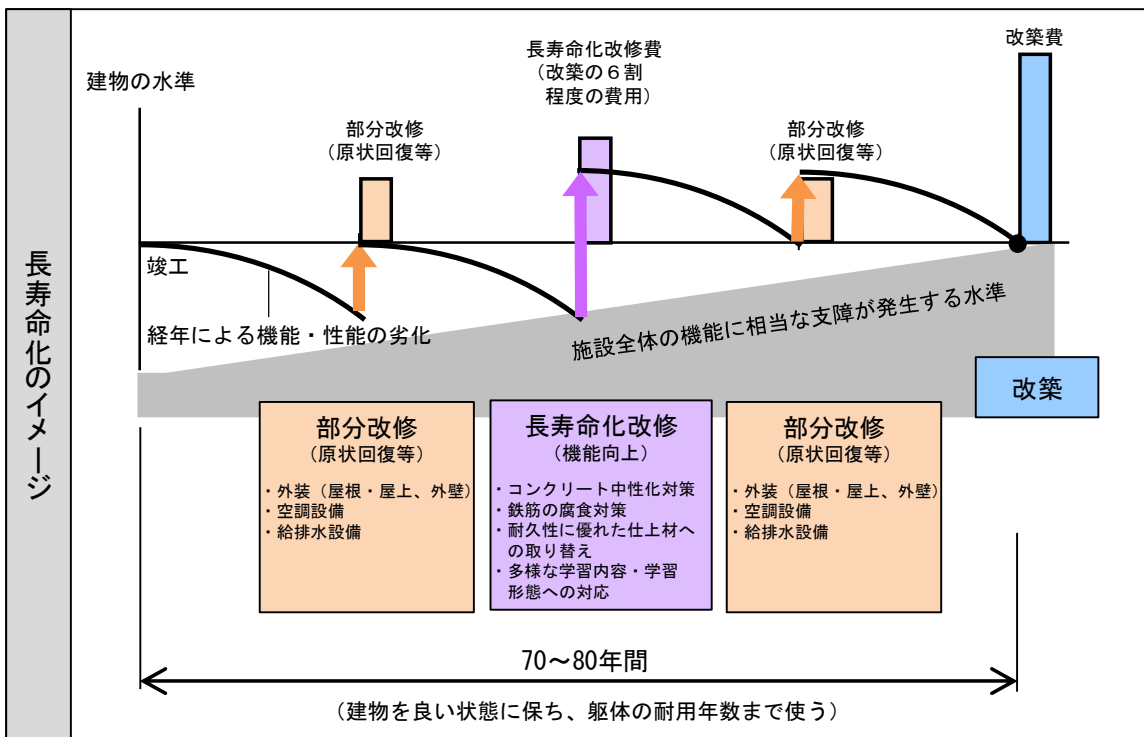 長寿命化のイメージ
建物の水準
部分改修
（原状回復等）
長寿命化改修費
（改築の６割
程度の費用）
部分改修
（原状回復等）
改築費
竣工
経年による機能・性能の劣化
施設全体の機能に相当な支障が発生する水準
部分改修
（原状回復等）
・外装（屋根・屋上、外壁）
・空調設備
・給排水設備
長寿命化改修
（機能向上）
・コンクリート中性化対策
・鉄筋の腐食対策
・耐久性に優れた仕上材へ
の取り替え
・多様な学習内容・学習
形態への対応
部分改修
（原状回復等）
・外装（屋根・屋上、外壁）
・空調設備
・給排水設備
改築
70～80年間
（建物を良い状態に保ち、躯体の耐用年数まで使う）